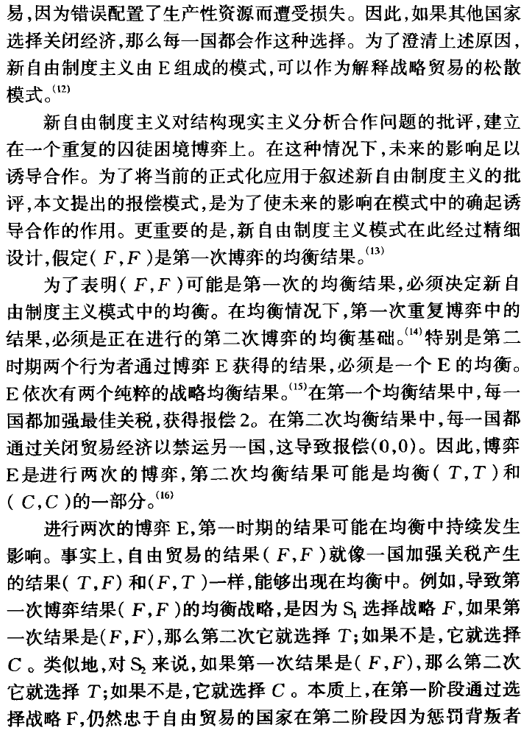 易,因为错误配置了生产性资源而遭受损失。因此,如果其他国家
选择关闭经济,那么每一国都会作这种选择。为了澄清上述原因,
新自由制度主义由E组成的模式,可以作为解释战略贸易的松散
模式。(12)
新自由制度主义对结构现实主义分析合作问题的批评,建立
在一个重复的囚徒困境博弈上。在这种情况下,未来的影响足以
诱导合作。为了将当前的正式化应用于叙述新自由制度主义的批
评,本文提出的报偿模式,是为了使未来的影响在模式中的确起诱
导合作的作用。更重要的是,新自由制度主义模式在此经过精细
设计,假定(F,F)是第一次博弈的均衡结果。(13)
为了表明(F,F)可能是第一次的均衡结果,必须决定新自
由制度主义模式中的均衡。在均衡情况下,第一次重复博弈中的
结果,必须是正在进行的第二次博弈的均衡基础。(14)特别是第二
时期两个行为者通过博弈E获得的结果,必须是一个E的均衡。
E依次有两个纯粹的战略均衡结果。(15)在第一个均衡结果中,每一
国都加强最佳关税,获得报偿2。在第二次均衡结果中,每一国都
通过关闭贸易经济以禁运另一国,这导致报偿(0,0)。因此,博弈
E是进行两次的博弈,第二次均衡结果可能是均衡(T,T)和
(C,C)的一部分。(16)
进行两次的博弈E,第一时期的结果可能在均衡中持续发生
影响。事实上,自由贸易的结果(F,F)就像一国加强关税产生
的结果(T,F)和(F,T)一样,能够出现在均衡中。例如,导致第
一次博弈结果(F,F)的均衡战略,是因为S₁选择战略F,如果第
一次结果是(F,F),那么第二次它就选择T;如果不是,它就选择
C。类似地,对S₂来说,如果第一次结果是(F,F),那么第二次
它就选择T;如果不是,它就选择C。本质上,在第一阶段通过选
择战略F,仍然忠于自由贸易的国家在第二阶段因为惩罚背叛者